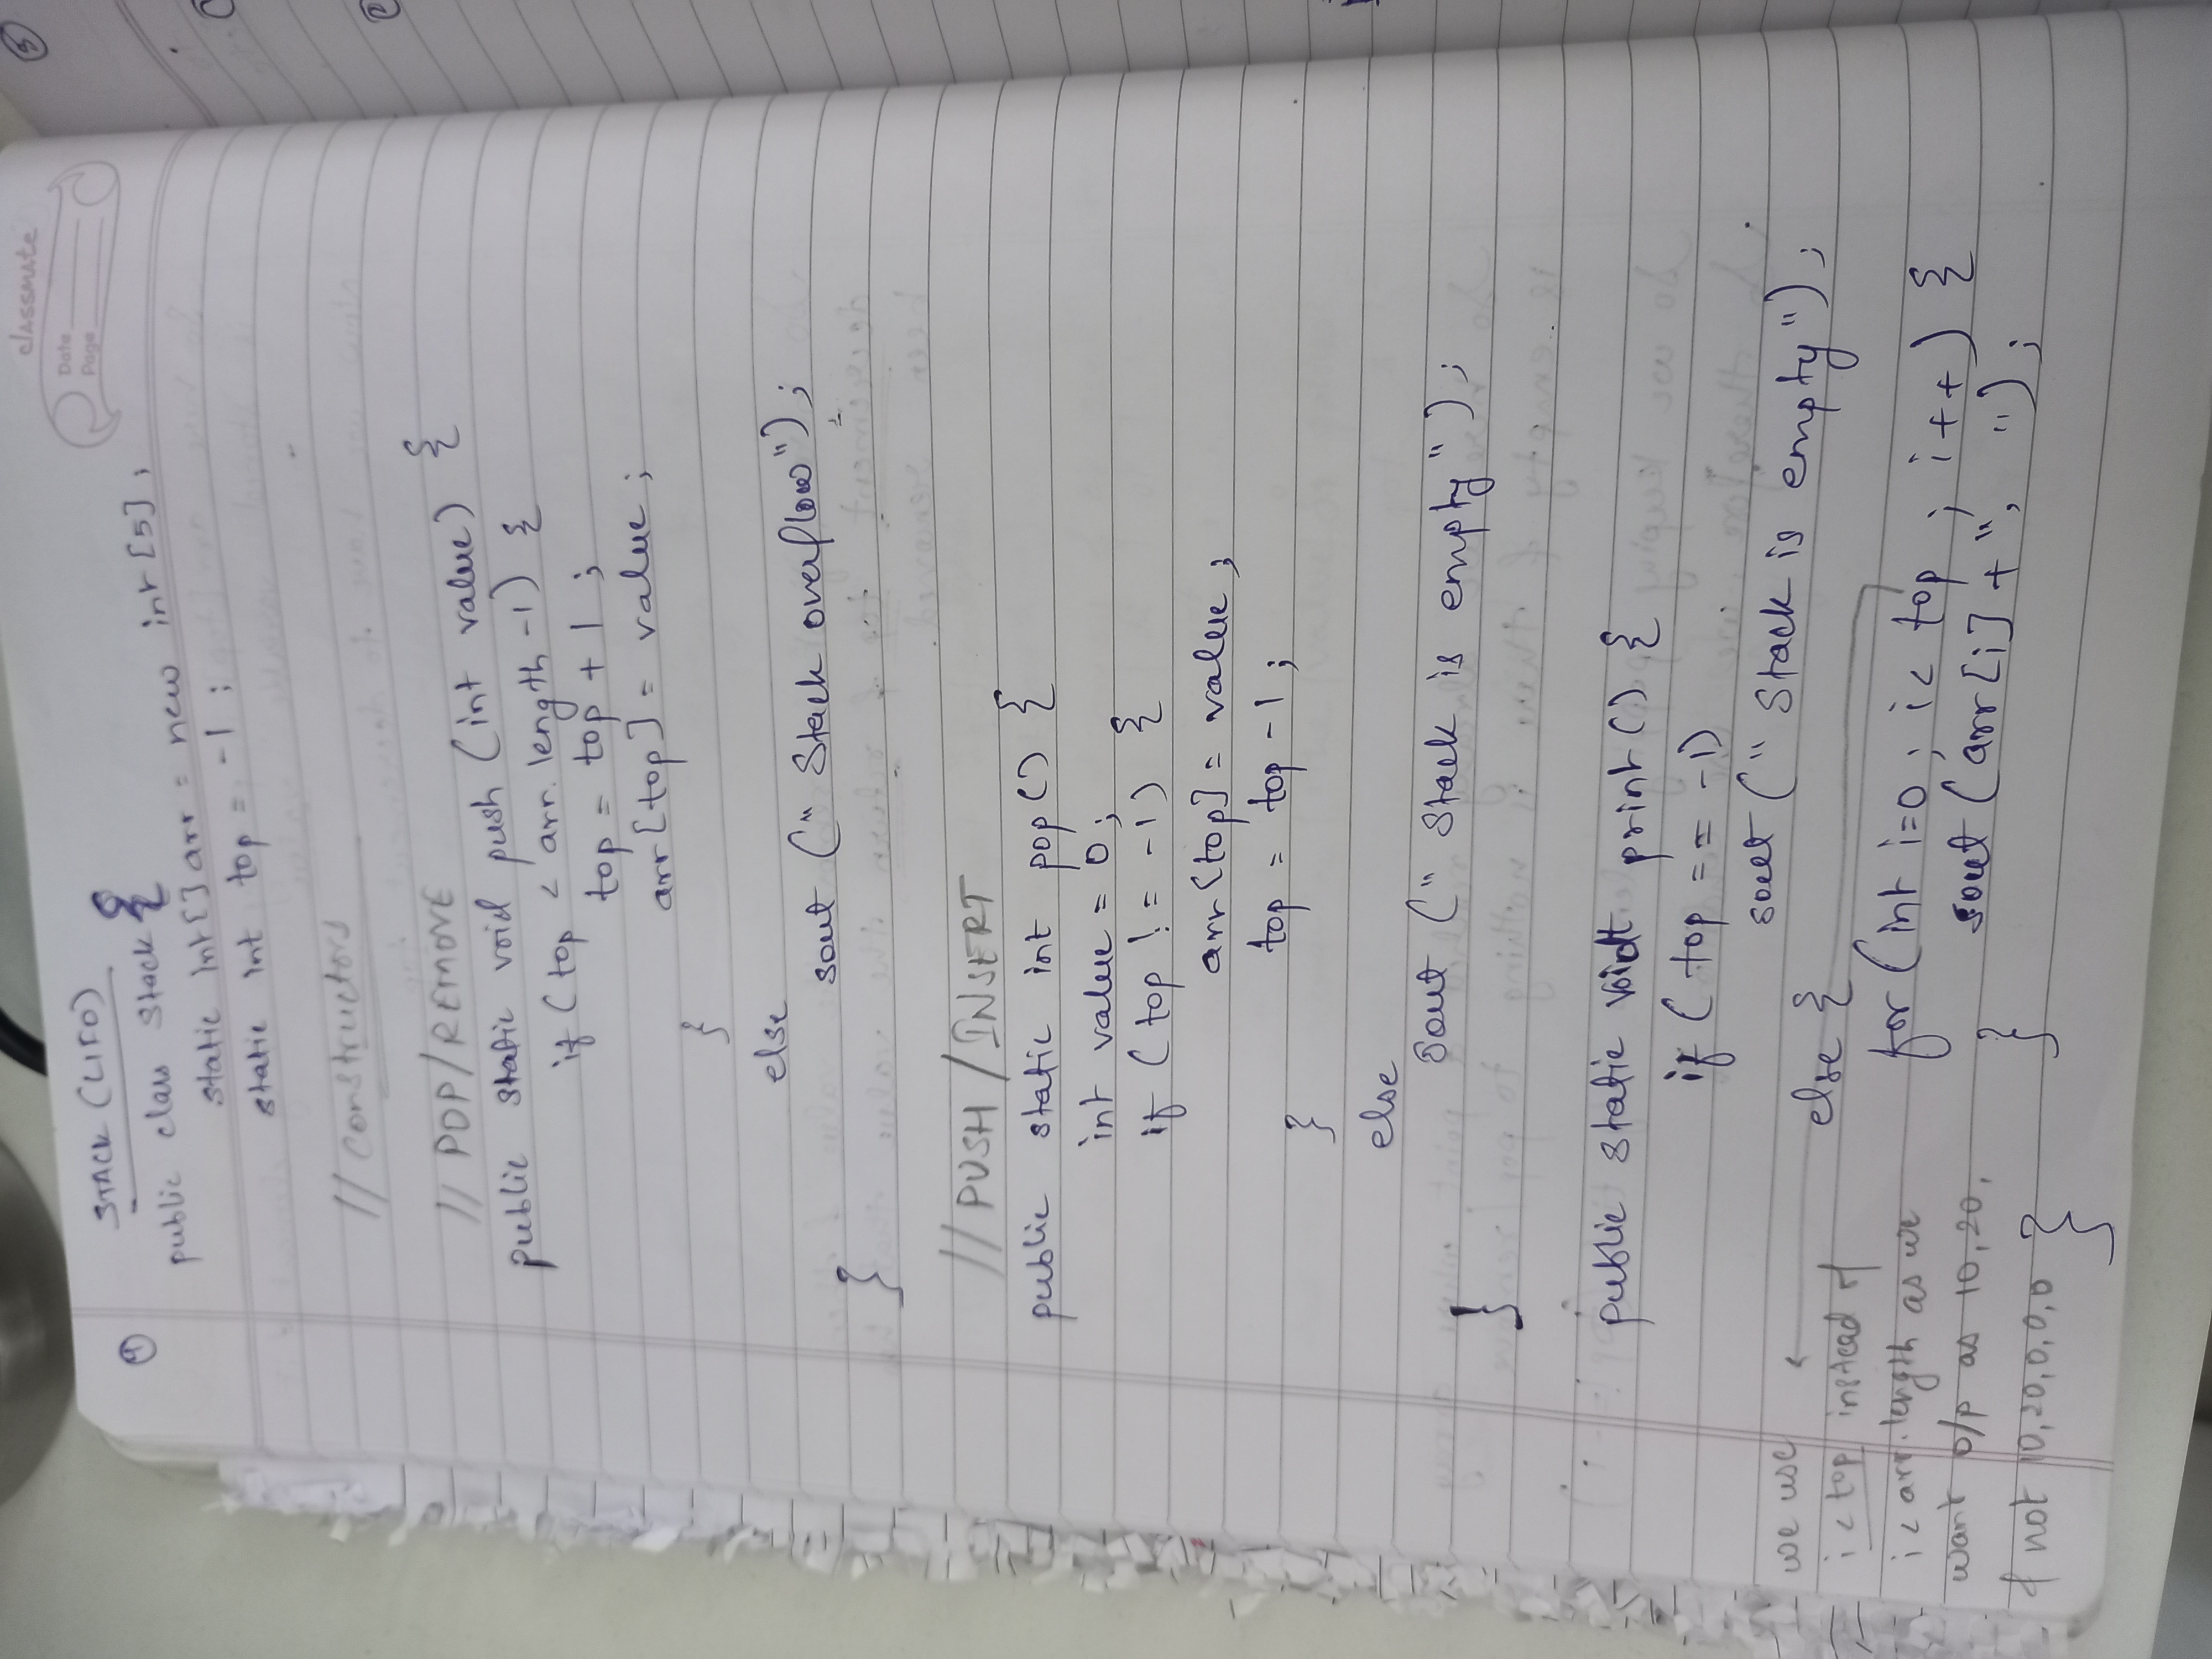 classmate
Date
Page
④ STACK (LIFO)
public class Stack {
static int[] arr = new int [5];
static int top = -1;
// Constructors
// POP/REMOVE
public static void push (int value) {
if (top < arr.length -1) {
top = top + 1;
arr[top] = value;
}
else
sout ("Stack overflow");
}
// PUSH / INSERT
public static int pop() {
int value = 0;
if (top != -1) {
arr[top] = value;
top = top - 1;
}
else
sout ("Stack is empty");
}
public static void print() {
if (top == -1)
sout ("Stack is empty");
else {
for (int i=0; i< top; i++) {
sout (arr[i] + ", ");
}
}
we use
i < top instead of
i < arr.length as we
want o/p as 10,20,
& not 10,20,0,0,0